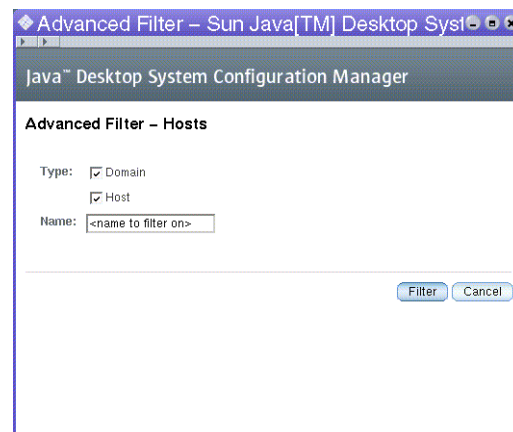 Advanced Filter – Sun Java[TM] Desktop Syst
Java™ Desktop System Configuration Manager
Advanced Filter – Hosts
Type: Domain
Host
Name: <name to filter on>
Filter Cancel